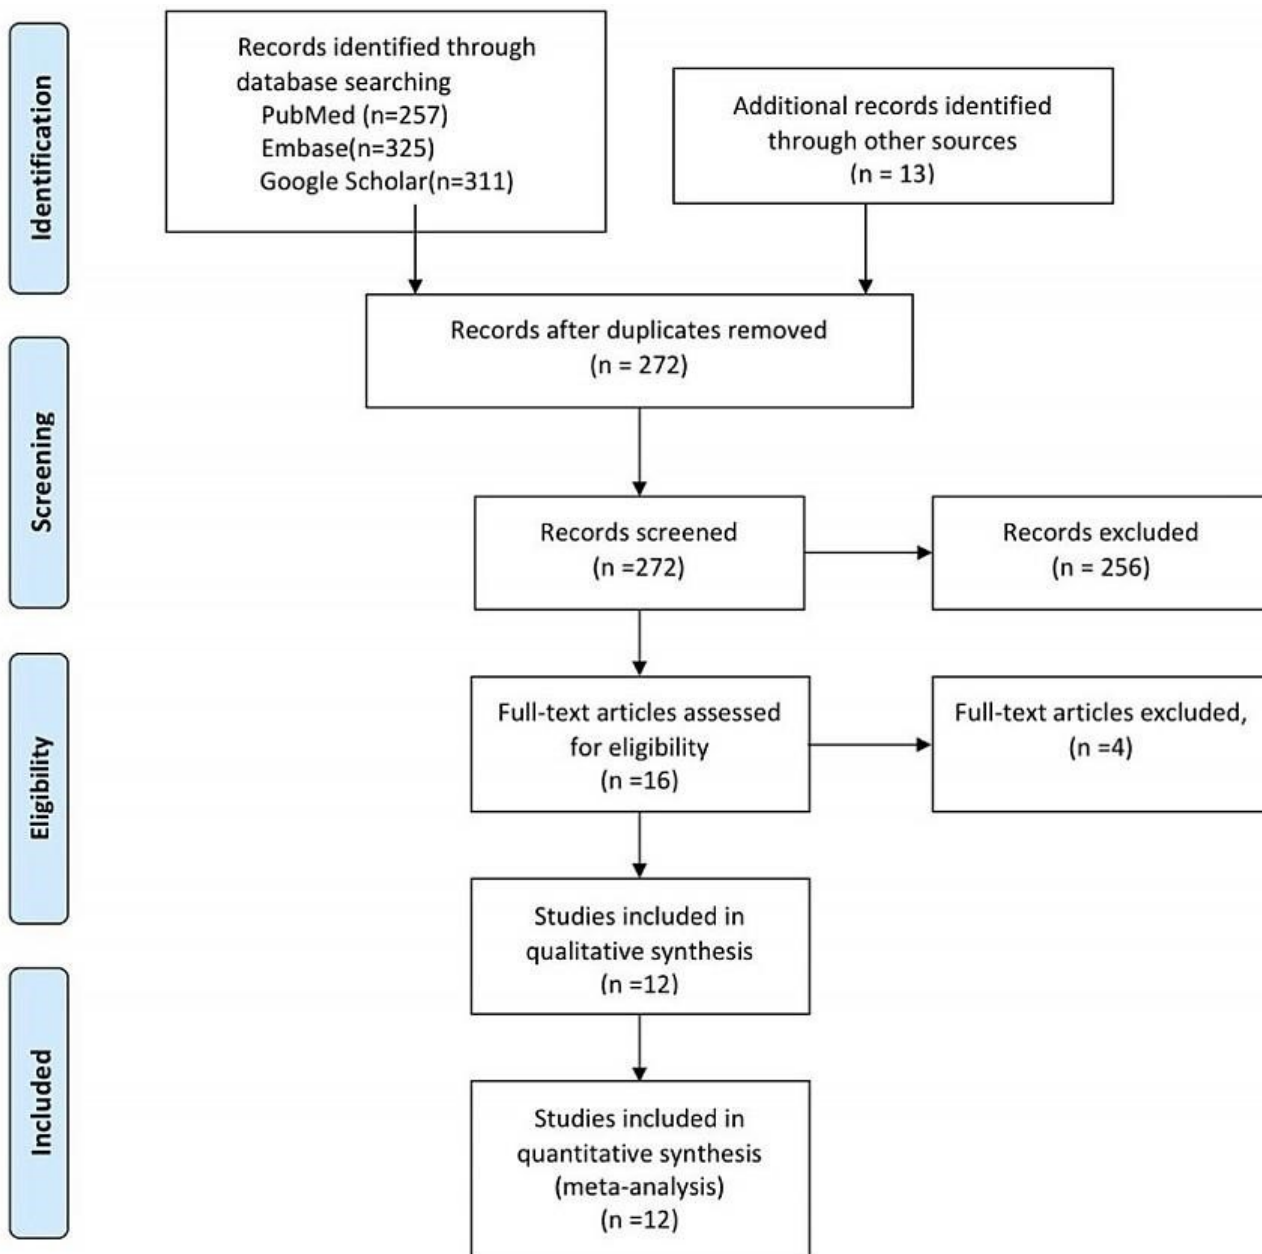 Identification
Records identified through
database searching
PubMed (n=257)
Embase(n=325)
Google Scholar(n=311)
Additional records identified
through other sources
(n = 13)
Records after duplicates removed
(n = 272)
Screening
Records screened
(n =272)
Records excluded
(n = 256)
Eligibility
Full-text articles assessed
for eligibility
(n =16)
Full-text articles excluded,
(n =4)
Studies included in
qualitative synthesis
(n =12)
Included
Studies included in
quantitative synthesis
(meta-analysis)
(n =12)